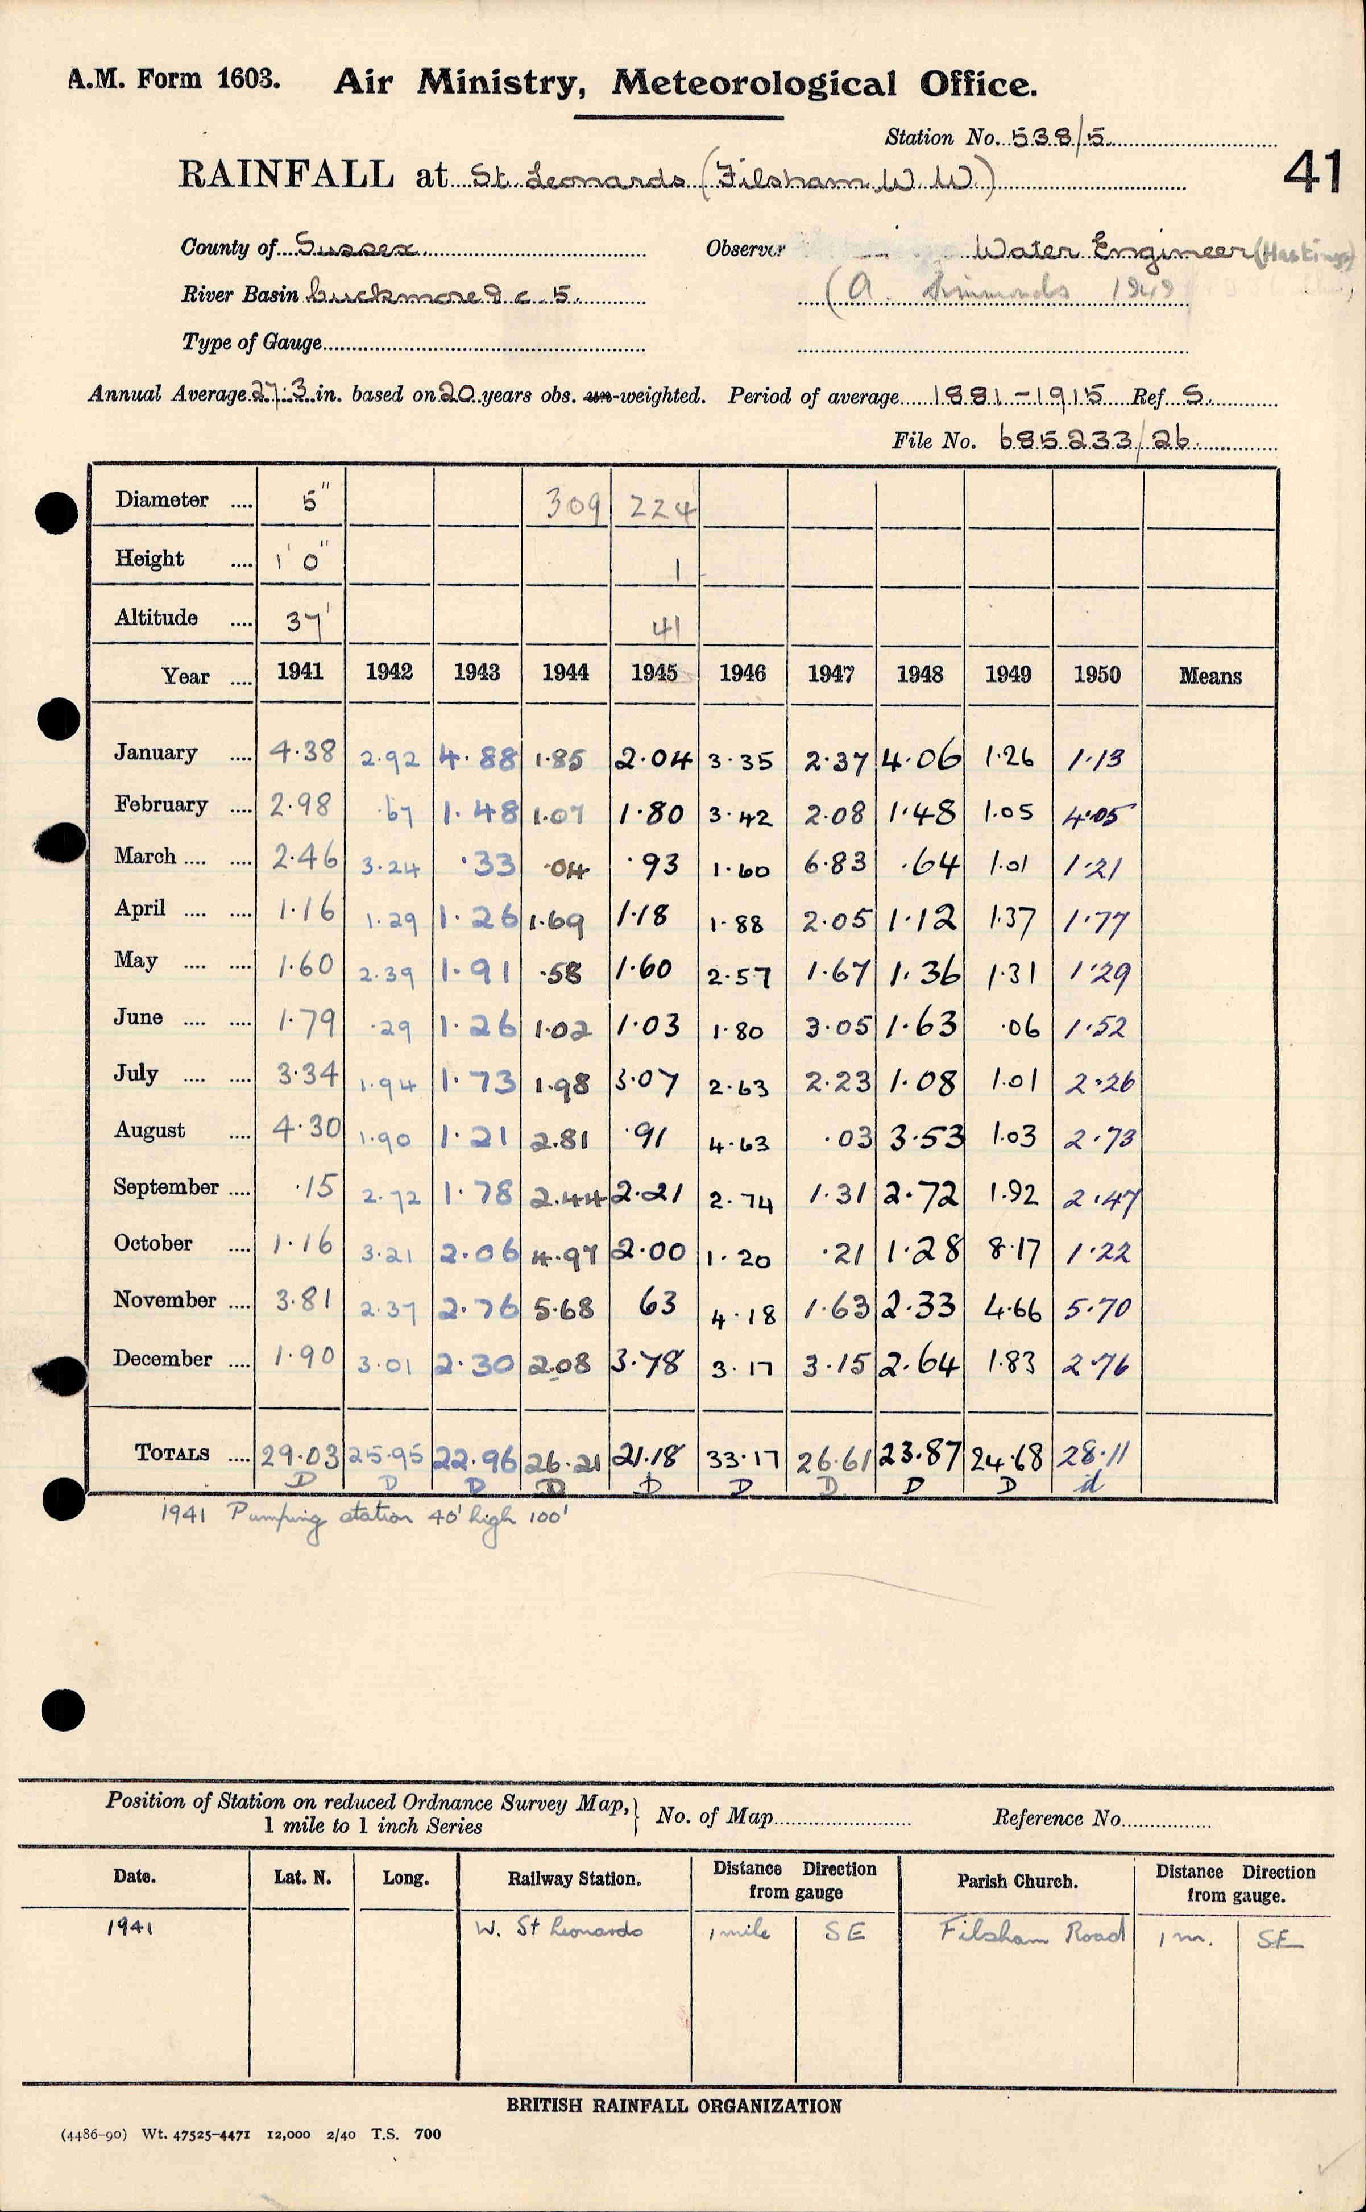 A.M. Form 1603. Air Ministry, Meteorological Office.
Station No. 538/5.
RAINFALL at St. Leonards (Filsham W.W.)
41
County of Sussex Observer Water Engineer (Hastings)
River Basin Cuckmere &c. 5. (A. Simmonds 1949
Type of Gauge
Annual Average 27.3 in. based on 20 years obs. un-weighted. Period of average 1881-1915 Ref S.
File No. 685233/26.
Diameter .... 5" 309 224
Height .... 1' 0" 1
Altitude .... 37' 41
Year .... 1941 1942 1943 1944 1945 1946 1947 1948 1949 1950 Means
January .... 4.38 2.92 4.88 1.85 2.04 3.35 2.37 4.06 1.26 1.13
February .... 2.98 .67 1.48 1.07 1.80 3.42 2.08 1.48 1.05 4.05
March .... .... 2.46 3.24 .33 .04 .93 1.60 6.83 .64 1.01 1.21
April .... .... 1.16 1.29 1.26 1.69 1.18 1.88 2.05 1.12 1.37 1.77
May .... .... 1.60 2.39 1.91 .58 1.60 2.57 1.67 1.36 1.31 1.29
June .... .... 1.79 .29 1.26 1.02 1.03 1.80 3.05 1.63 .06 1.52
July .... .... 3.34 1.94 1.73 1.98 3.07 2.63 2.23 1.08 1.01 2.26
August .... 4.30 1.90 1.21 2.81 .91 4.63 .03 3.53 1.03 2.73
September .... .15 2.72 1.78 2.44 2.21 2.74 1.31 2.72 1.92 2.47
October .... 1.16 3.21 2.06 4.97 2.00 1.20 .21 1.28 8.17 1.22
November .... 3.81 2.37 2.76 5.68 63 4.18 1.63 2.33 4.66 5.70
December .... 1.90 3.01 2.30 2.08 3.78 3.17 3.15 2.64 1.83 2.76
TOTALS .... 29.03 25.95 22.96 26.21 21.18 33.17 26.61 23.87 24.68 28.11
D D D D D D D D D d
1941 Pumping station 40' high 100'
Position of Station on reduced Ordnance Survey Map, } No. of Map Reference No.
1 mile to 1 inch Series
Date. Lat. N. Long. Railway Station. Distance Direction from gauge Parish Church. Distance Direction from gauge.
1941 W. St Leonards 1 mile SE Filsham Road 1 m. SE
BRITISH RAINFALL ORGANIZATION
(4486-90) Wt. 47525-4471 12,000 2/40 T.S. 700